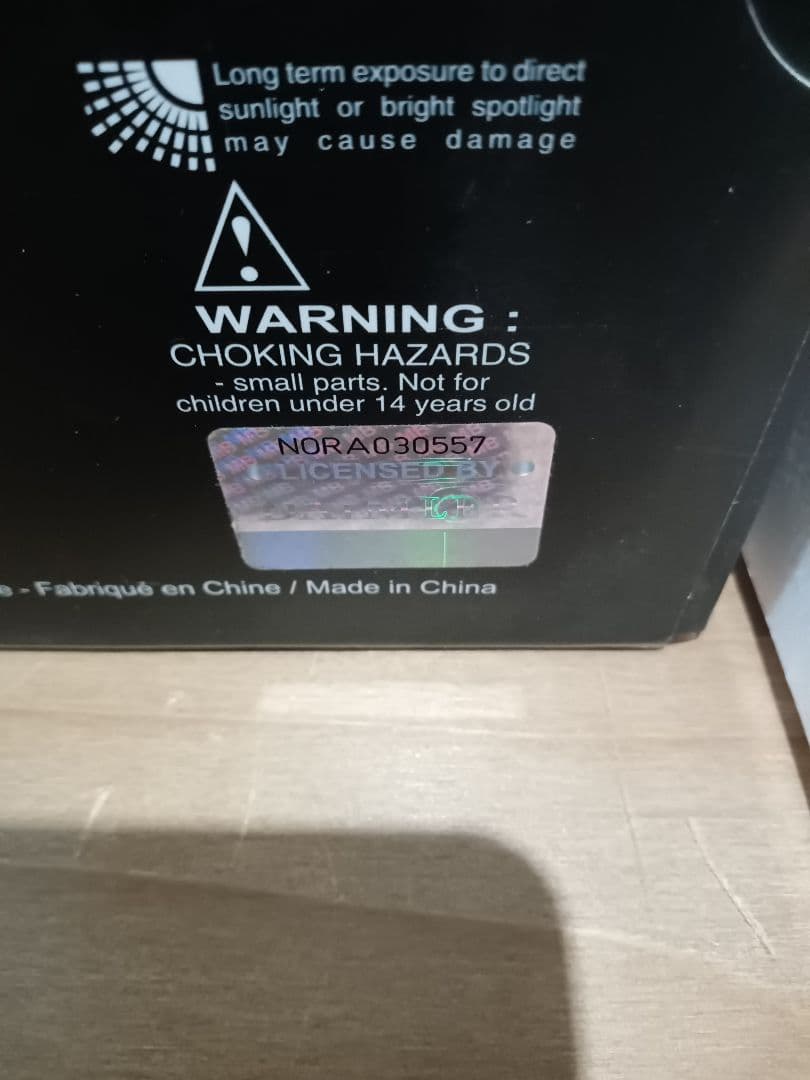 Long term exposure to direct
sunlight or bright spotlight
may cause damage
WARNING :
CHOKING HAZARDS
- small parts. Not for
children under 14 years old
NORA030557
LICENSED BY
- Fabriqué en Chine / Made in China